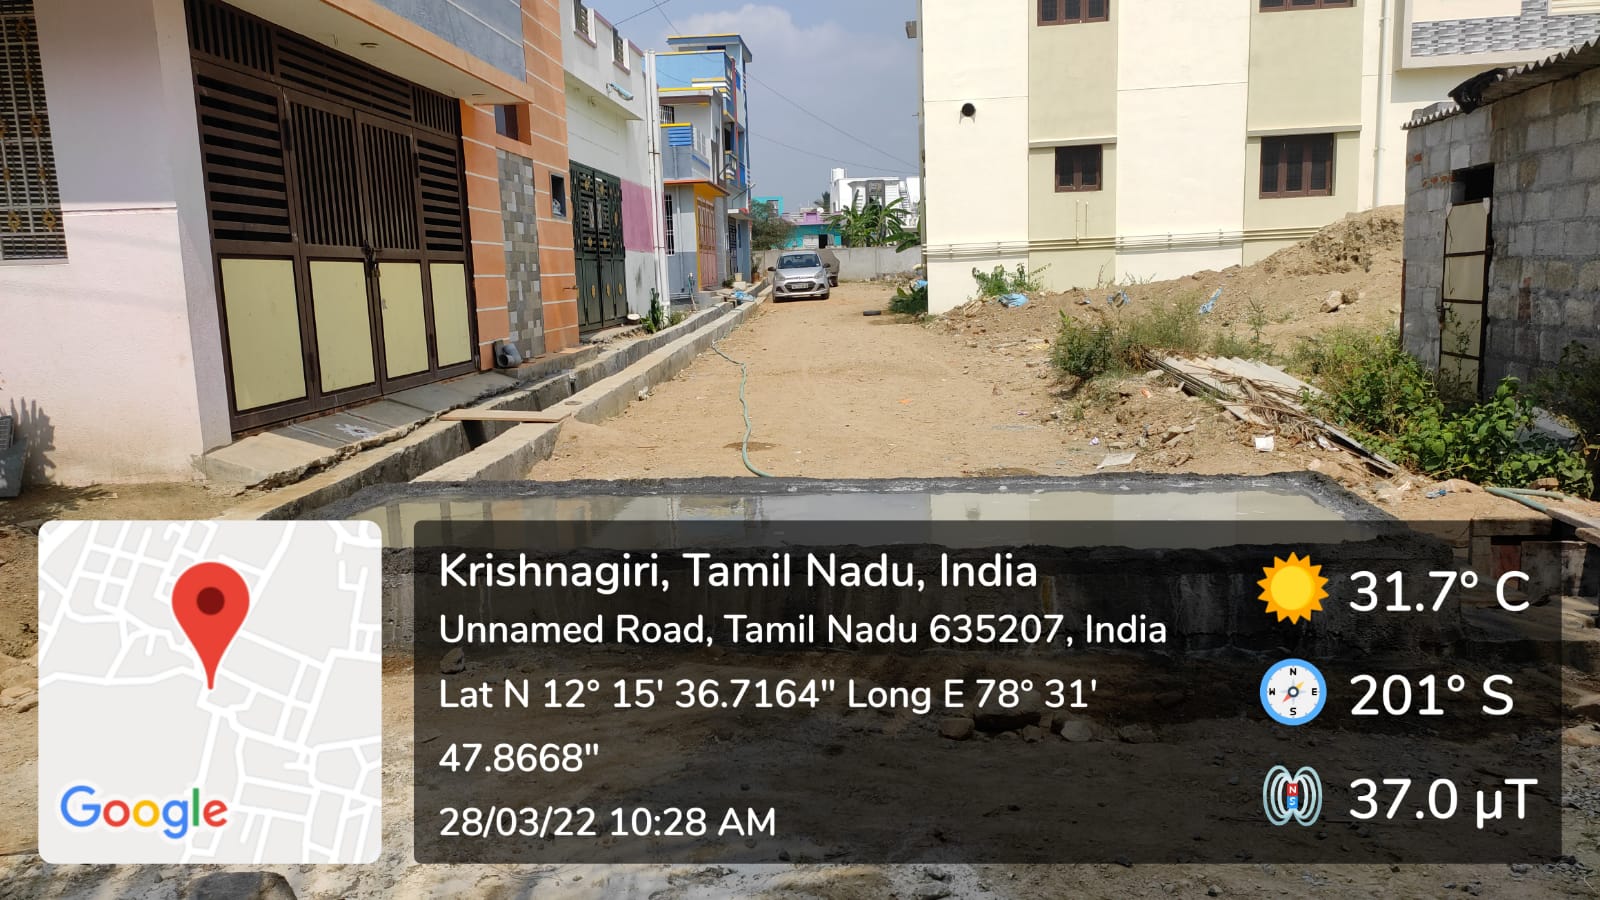 Krishnagiri, Tamil Nadu, India
Unnamed Road, Tamil Nadu 635207, India
Lat N 12° 15' 36.7164" Long E 78° 31'
47.8668"
28/03/22 10:28 AM
31.7° C
N
W E
S
201° S
N
S
37.0 µT
Google